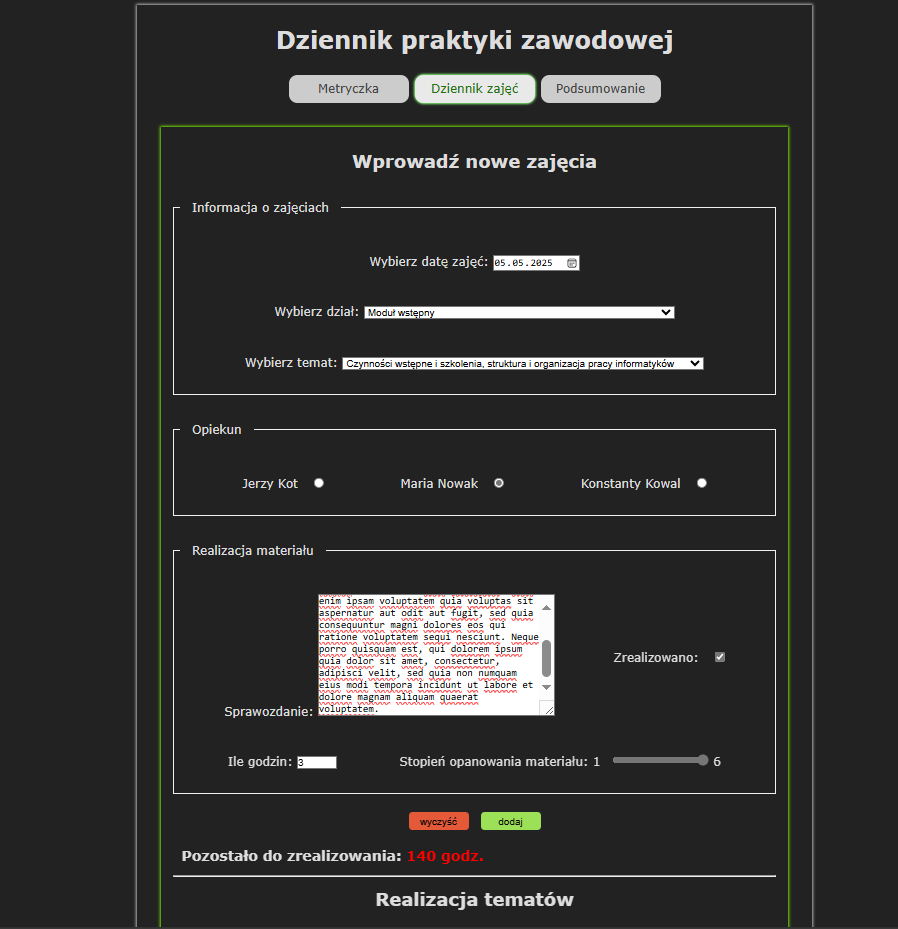 Dziennik praktyki zawodowej
Metryczka Dziennik zajęć Podsumowanie
Wprowadź nowe zajęcia
Informacja o zajęciach
Wybierz datę zajęć: 05.05.2025
Wybierz dział: Moduł wstępny
Wybierz temat: Czynności wstępne i szkolenia, struktura i organizacja pracy informatyków
Opiekun
Jerzy Kot Maria Nowak Konstanty Kowal
Realizacja materiału
enim ipsam voluptatem quia voluptas sit
aspernatur aut odit aut fugit, sed quia
consequuntur magni dolores eos qui
ratione voluptatem sequi nesciunt. Neque
porro quisquam est, qui dolorem ipsum
quia dolor sit amet, consectetur,
adipisci velit, sed quia non numquam
eius modi tempora incidunt ut labore et
dolore magnam aliquam quaerat
voluptatem.
Zrealizowano:
Sprawozdanie:
Ile godzin: 3 Stopień opanowania materiału: 1 6
wyczyść dodaj
Pozostało do zrealizowania: 140 godz.
Realizacja tematów